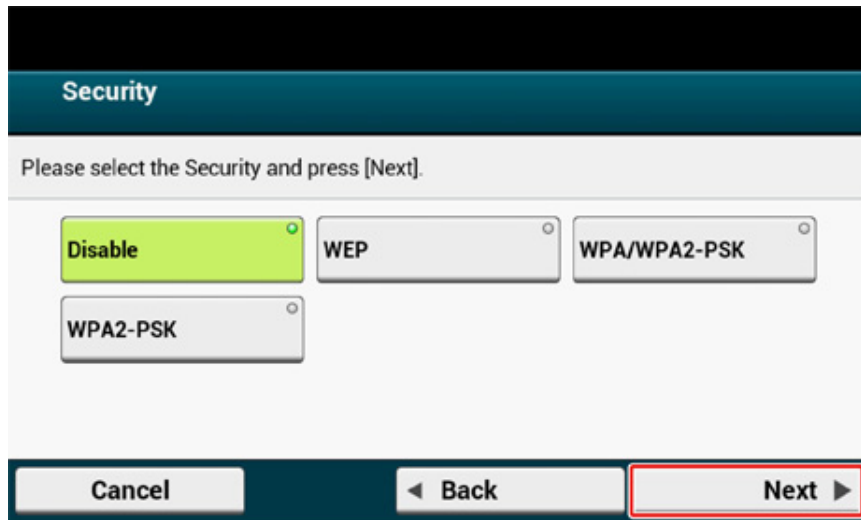 Security
Please select the Security and press [Next].
Disable
WEP
WPA/WPA2-PSK
WPA2-PSK
Cancel
Back
Next